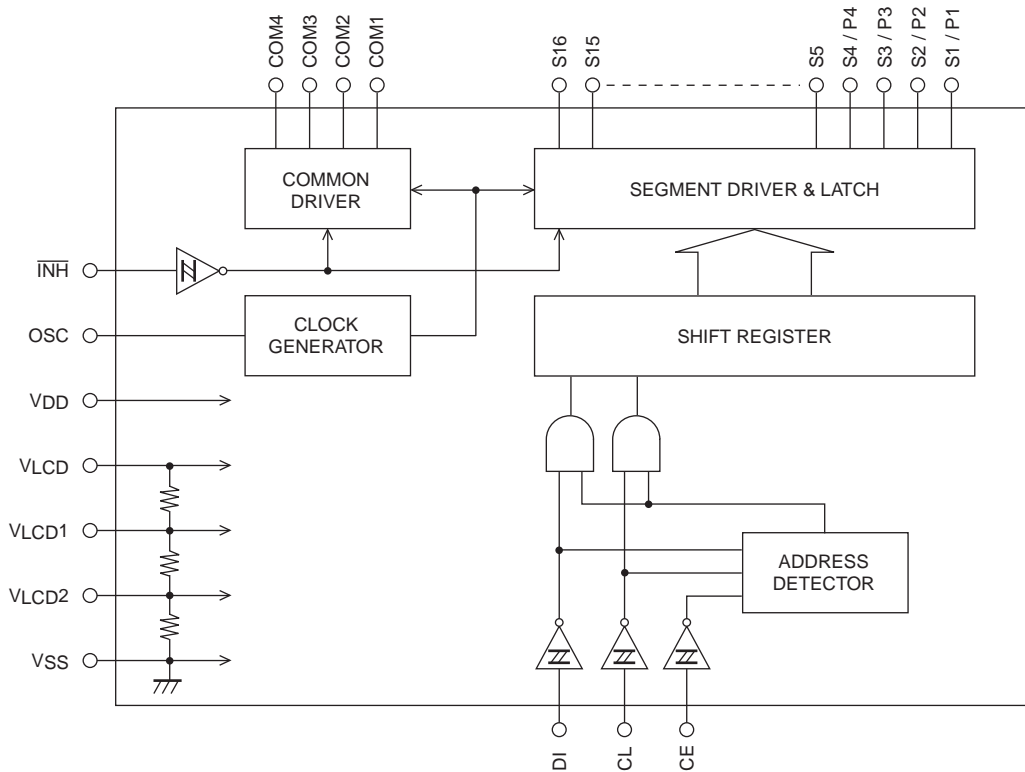 COM4
COM3
COM2
COM1
S16
S15
S5
S4 / P4
S3 / P3
S2 / P2
S1 / P1
COMMON
DRIVER
SEGMENT DRIVER & LATCH
INH
OSC
CLOCK
GENERATOR
SHIFT REGISTER
VDD
VLCD
VLCD1
VLCD2
VSS
ADDRESS
DETECTOR
DI
CL
CE